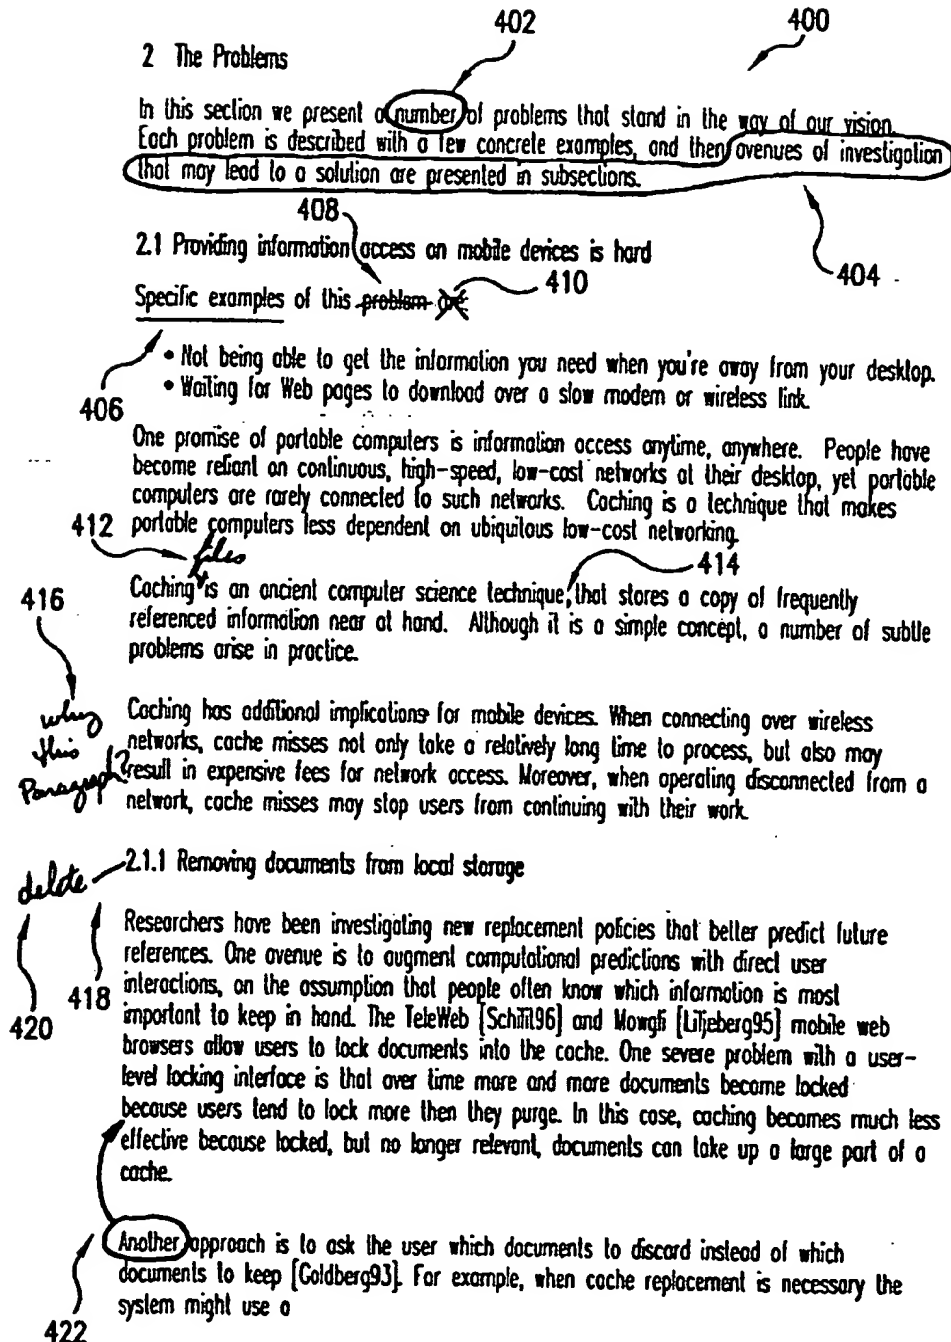 402
400
2 The Problems
In this section we present a number of problems that stand in the way of our vision.
Each problem is described with a few concrete examples, and then avenues of investigation
that may lead to a solution are presented in subsections.
408
404
2.1 Providing information access on mobile devices is hard
410
Specific examples of this problem are:
• Not being able to get the information you need when you're away from your desktop.
• Waiting for Web pages to download over a slow modem or wireless link.
406
One promise of portable computers is information access anytime, anywhere. People have
become reliant on continuous, high-speed, low-cost networks at their desktop, yet portable
computers are rarely connected to such networks. Caching is a technique that makes
portable computers less dependent on ubiquitous low-cost networking.
412
files
414
416
Caching is an ancient computer science technique, that stores a copy of frequently
referenced information near at hand. Although it is a simple concept, a number of subtle
problems arise in practice.
why
this
Paragraph?
Caching has additional implications for mobile devices. When connecting over wireless
networks, cache misses not only take a relatively long time to process, but also may
result in expensive fees for network access. Moreover, when operating disconnected from a
network, cache misses may stop users from continuing with their work.
delete
2.1.1 Removing documents from local storage
420
418
Researchers have been investigating new replacement policies that better predict future
references. One avenue is to augment computational predictions with direct user
interactions, on the assumption that people often know which information is most
important to keep in hand. The TeleWeb [Schilit96] and Mowgli [Liljeberg95] mobile web
browsers allow users to lock documents into the cache. One severe problem with a user-
level locking interface is that over time more and more documents become locked
because users tend to lock more then they purge. In this case, caching becomes much less
effective because locked, but no longer relevant, documents can take up a large part of a
cache.
Another approach is to ask the user which documents to discard instead of which
documents to keep [Goldberg93]. For example, when cache replacement is necessary the
system might use a
422